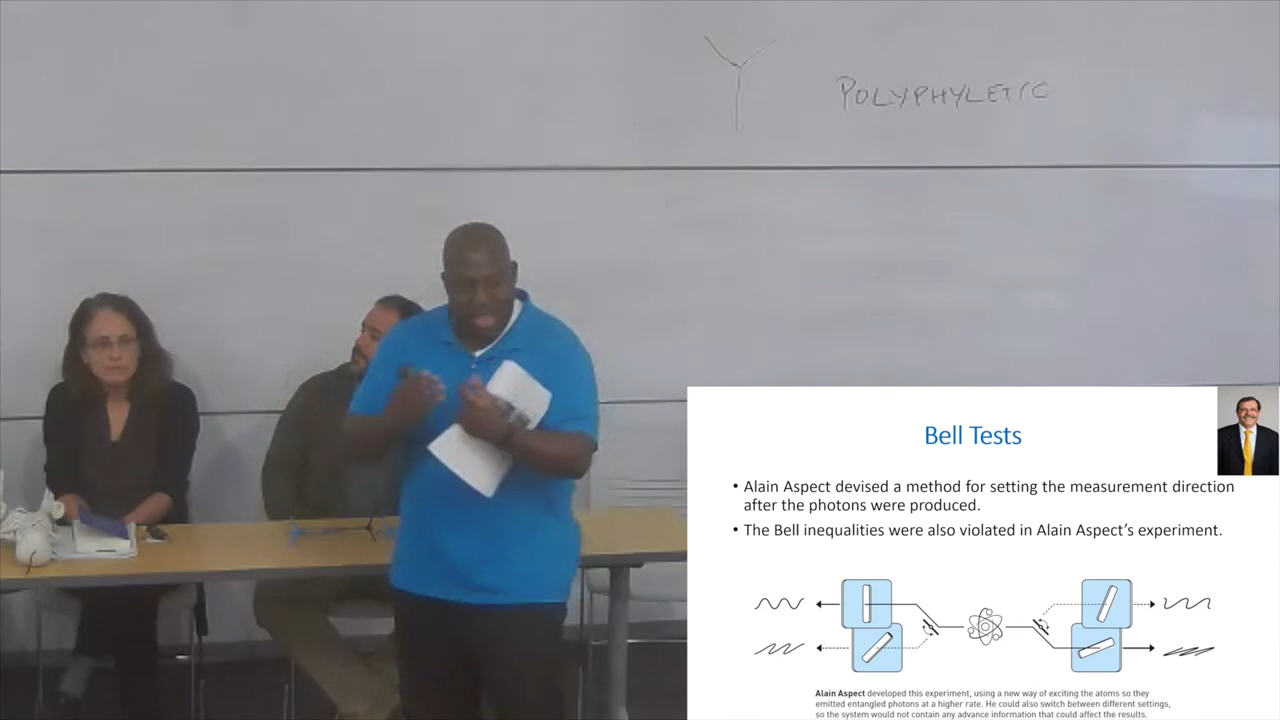 POLYPHYLETIC
Bell Tests
• Alain Aspect devised a method for setting the measurement direction
after the photons were produced.
• The Bell inequalities were also violated in Alain Aspect’s experiment.
Alain Aspect developed this experiment, using a new way of exciting the atoms so they
emitted entangled photons at a higher rate. He could also switch between different settings,
so the system would not contain any advance information that could affect the results.